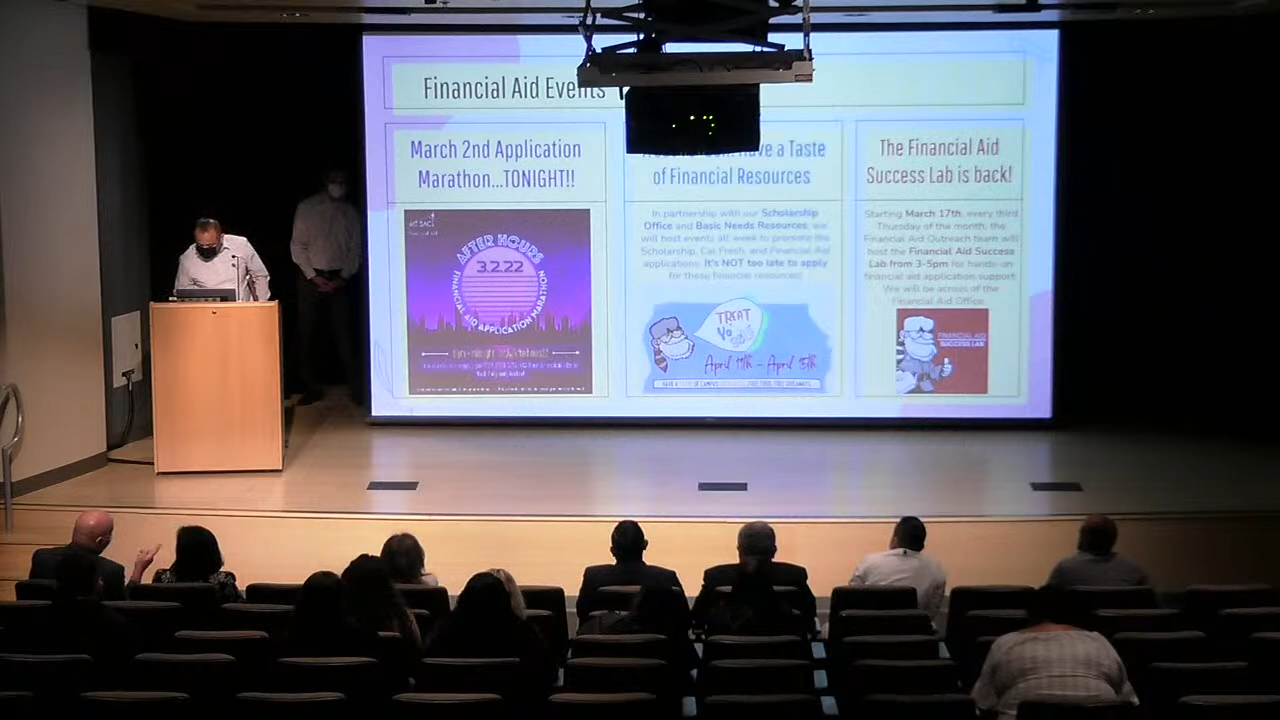 Financial Aid Events
March 2nd Application
Marathon...TONIGHT!!
MT. SAC
AFTER HOURS
3.2.22
FINANCIAL AID APPLICATION MARATHON
Have a Taste
of Financial Resources
In partnership with our Scholarship
Office and Basic Needs Resources, we
will host events all week to promote the
Scholarship, Cal Fresh, and Financial Aid
applications. It's NOT too late to apply
for these financial resources!
TREAT
Yo
April 11th - April 15th
The Financial Aid
Success Lab is back!
Starting March 17th, every third
Thursday of the month, the
Financial Aid Outreach team will
host the Financial Aid Success
Lab from 3-5pm for hands-on
financial aid application support.
We will be across of the
Financial Aid Office.
FINANCIAL AID
SUCCESS LAB